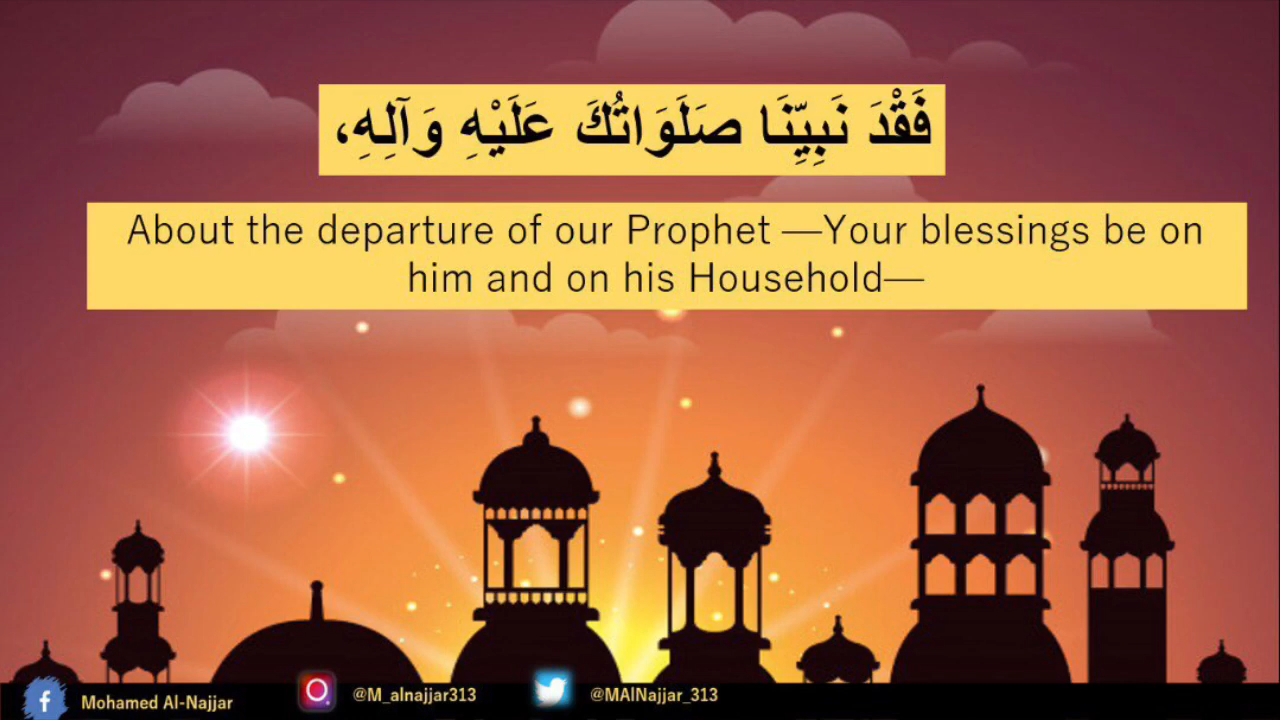 فَقْدَ نَبِيِّنَا صَلَوَاتُكَ عَلَيْهِ وَآلِهِ،
About the departure of our Prophet —Your blessings be on
him and on his Household—
Mohamed Al-Najjar
@M_alnajjar313
@MAlNajjar_313